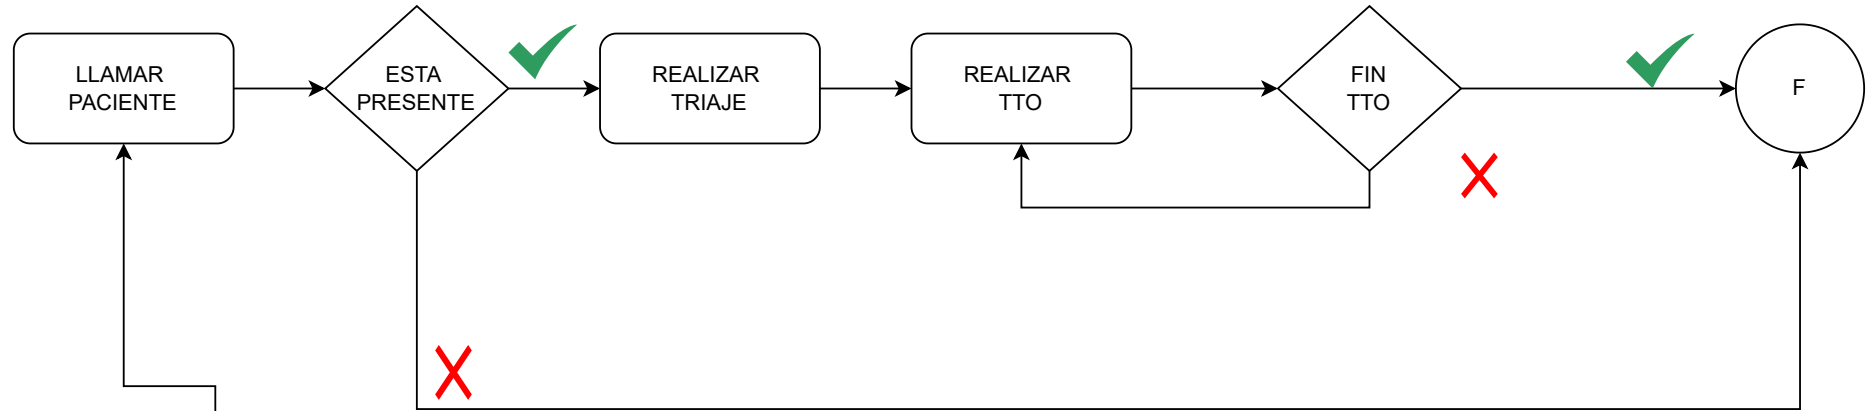 LLAMAR
PACIENTE
ESTA
PRESENTE
REALIZAR
TRIAJE
REALIZAR
TTO
FIN
TTO
F